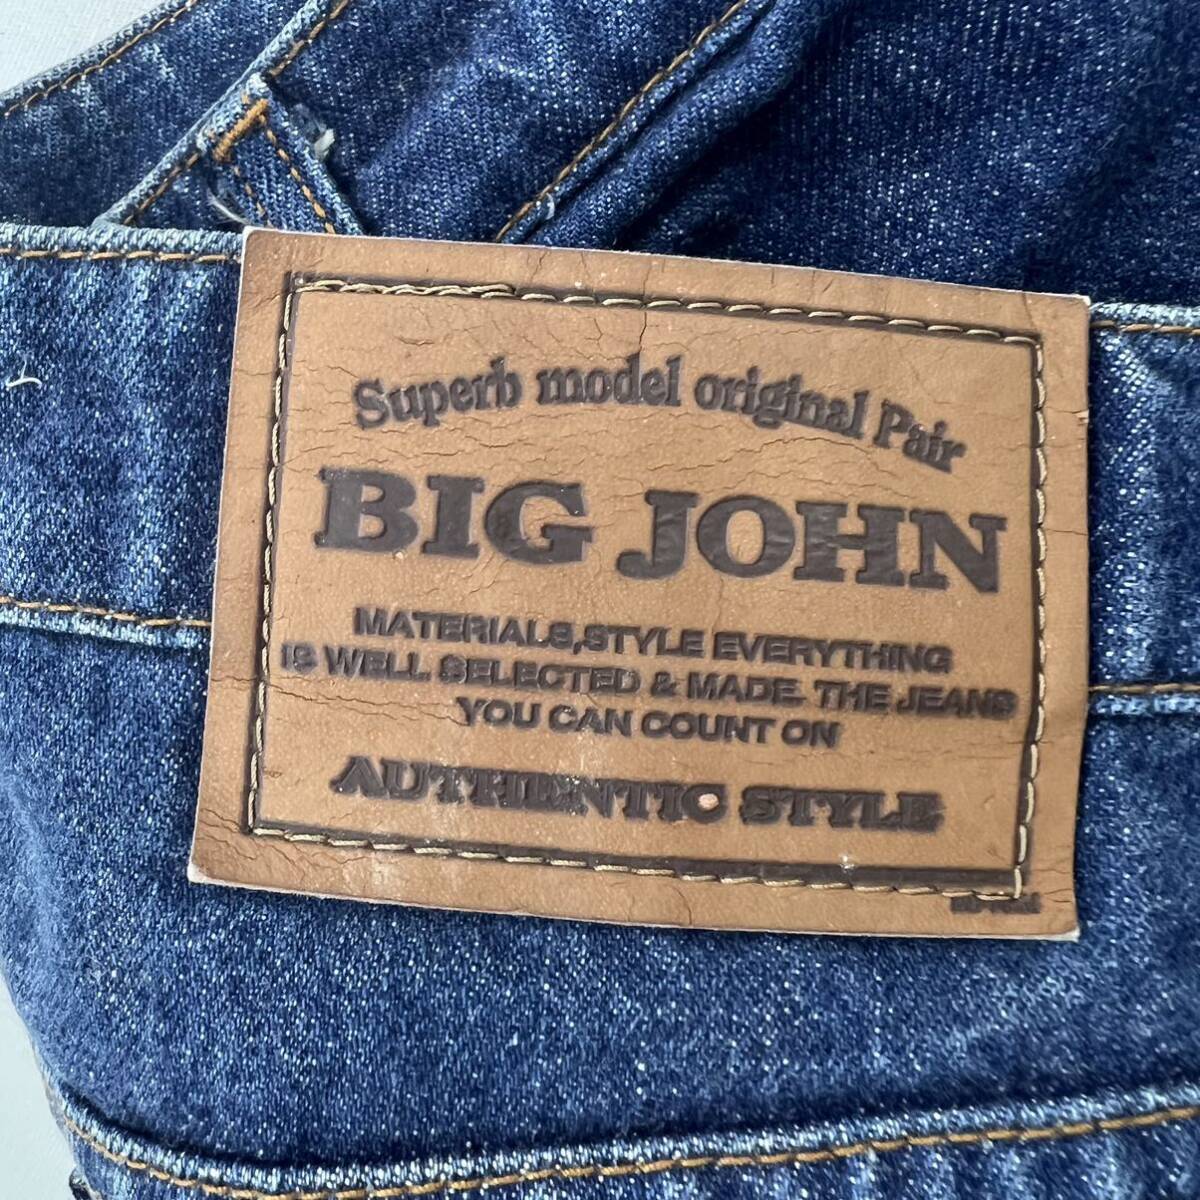 Superb model original Pair
BIG JOHN
MATERIALS,STYLE EVERYTHING
IS WELL SELECTED & MADE. THE JEANS
YOU CAN COUNT ON
AUTHENTIC STYLE